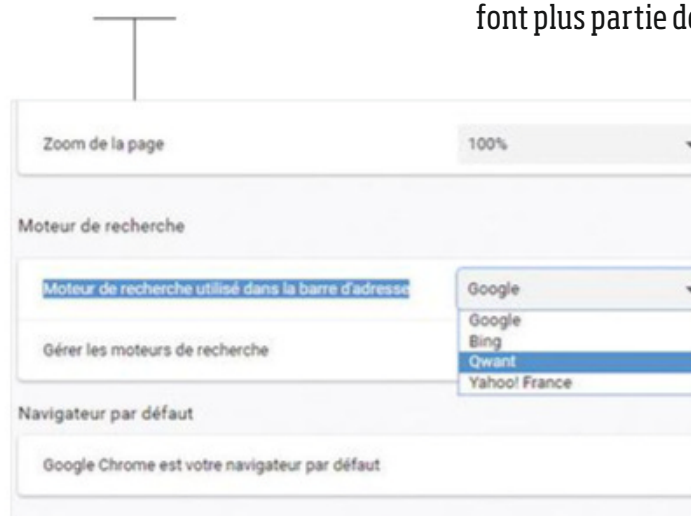 font plus partie de
Zoom de la page 100%
Moteur de recherche
Moteur de recherche utilisé dans la barre d'adresse Google
Google
Bing
Gérer les moteurs de recherche
Qwant
Yahoo! France
Navigateur par défaut
Google Chrome est votre navigateur par défaut